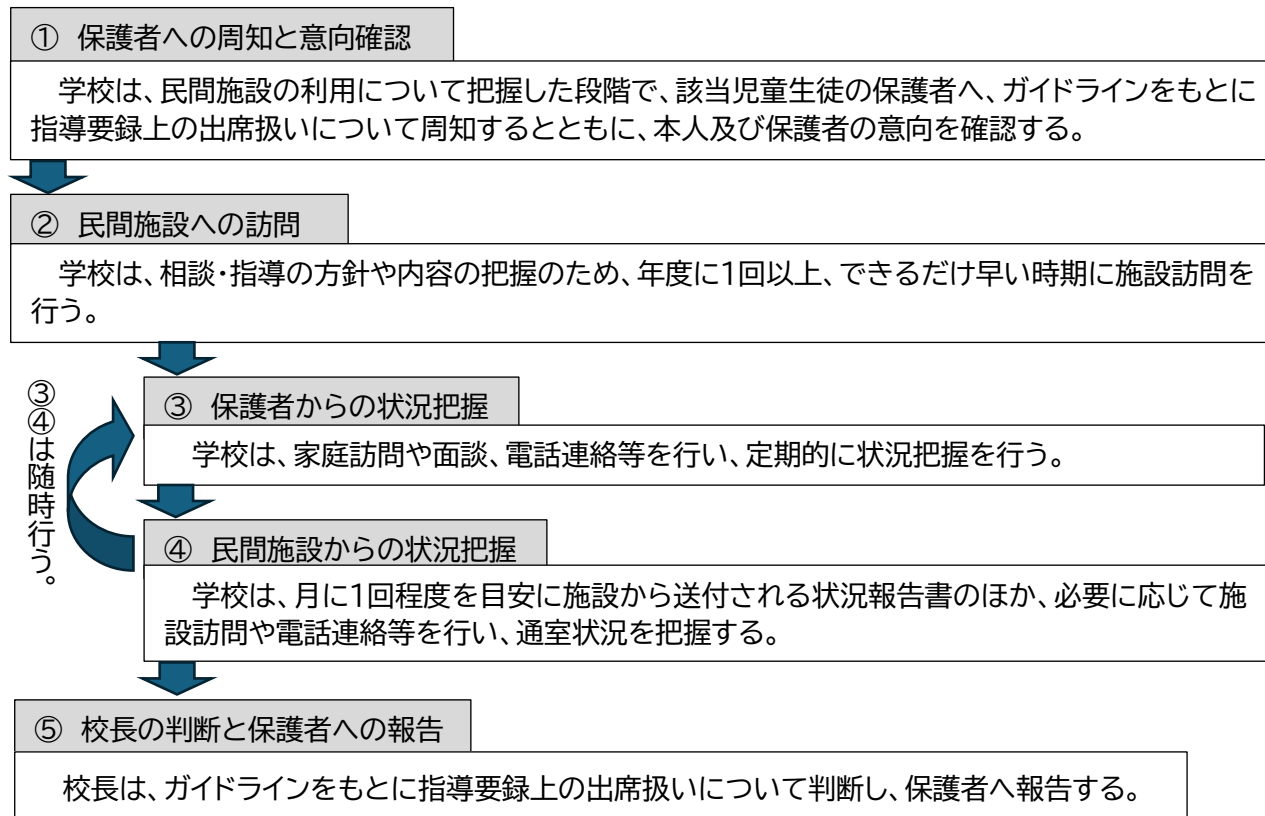 ① 保護者への周知と意向確認
学校は、民間施設の利用について把握した段階で、該当児童生徒の保護者へ、ガイドラインをもとに
指導要録上の出席扱いについて周知するとともに、本人及び保護者の意向を確認する。
② 民間施設への訪問
学校は、相談・指導の方針や内容の把握のため、年度に1回以上、できるだけ早い時期に施設訪問を
行う。
③④は随時行う。
③ 保護者からの状況把握
学校は、家庭訪問や面談、電話連絡等を行い、定期的に状況把握を行う。
④ 民間施設からの状況把握
学校は、月に1回程度を目安に施設から送付される状況報告書のほか、必要に応じて施
設訪問や電話連絡等を行い、通室状況を把握する。
⑤ 校長の判断と保護者への報告
校長は、ガイドラインをもとに指導要録上の出席扱いについて判断し、保護者へ報告する。